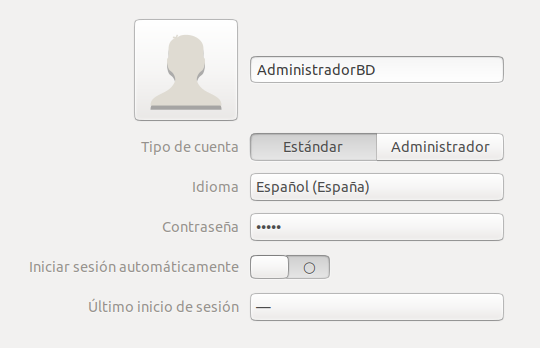 AdministradorBD
Tipo de cuenta Estándar Administrador
Idioma Español (España)
Contraseña •••••
Iniciar sesión automáticamente
Último inicio de sesión —